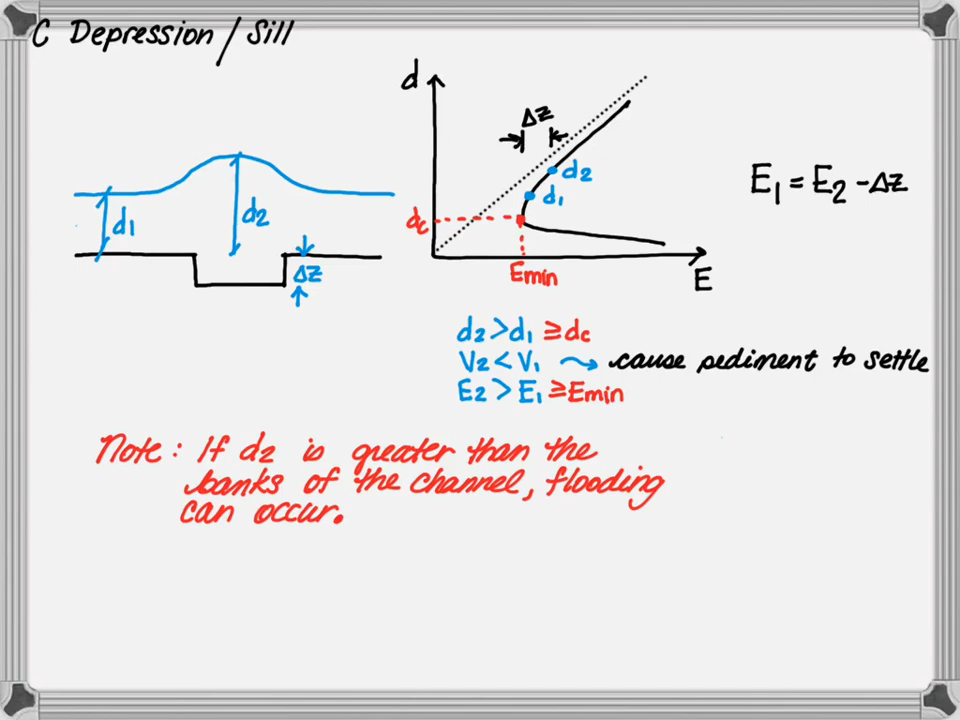 C Depression / Sill
d
ΔZ
d2
d1
d1
d2
dc
ΔZ
Emin
E
E1 = E2 - ΔZ
d2 > d1 ≥ dc
V2 < V1 → cause pediment to settle
E2 > E1 ≥ Emin
Note : If d2 is greater than the
banks of the channel, flooding
can occur.